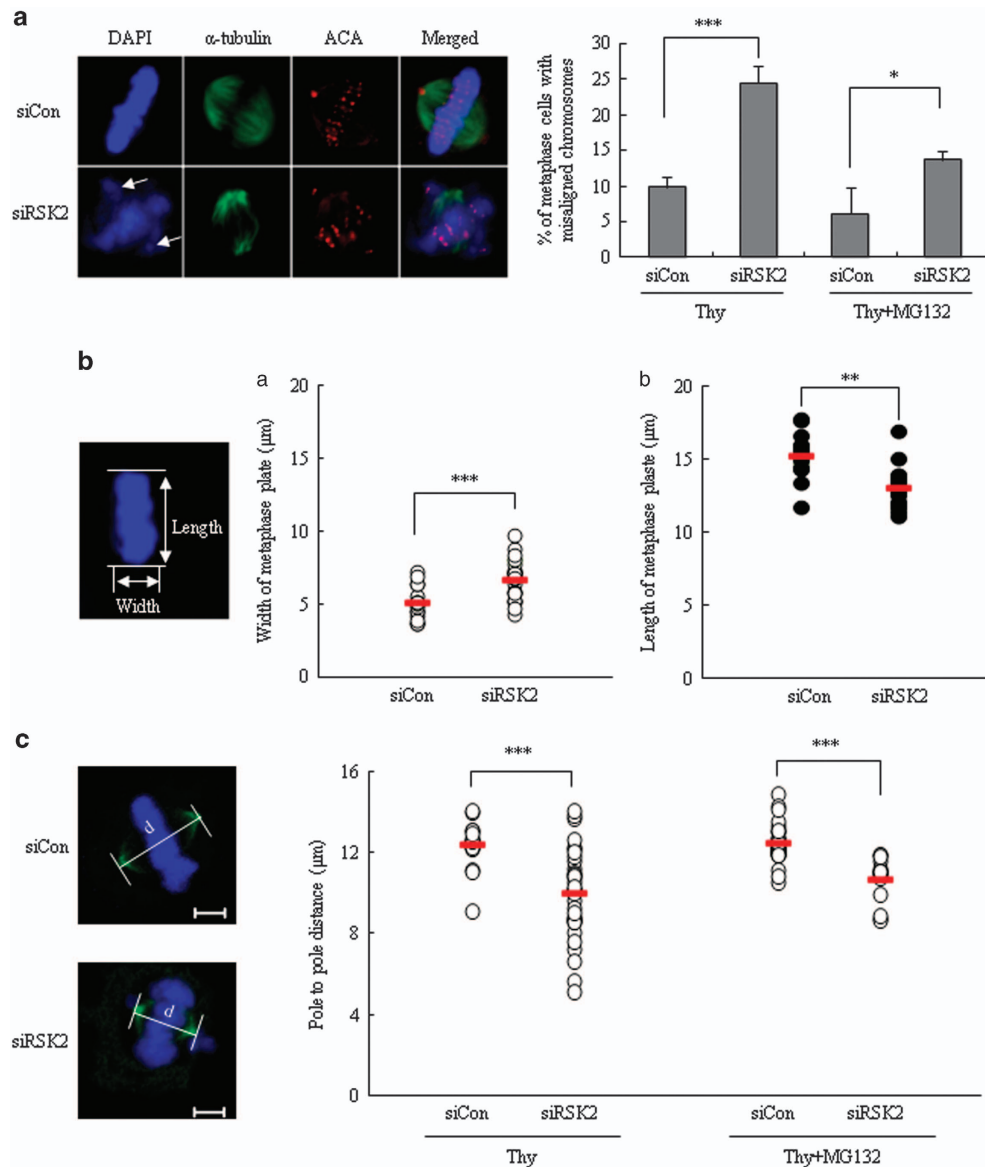 a
DAPI α-tubulin ACA Merged
siCon
siRSK2
% of metaphase cells with
misaligned chromosomes
30
25
20
15
10
5
0
***
*
siCon siRSK2 siCon siRSK2
Thy Thy+MG132
b
Length
Width
a
Width of metaphase plate (µm)
20
15
10
5
0
***
siCon siRSK2
b
Length of metaphase plaste (µm)
20
15
10
5
0
**
siCon siRSK2
c
siCon
d
siRSK2
d
Pole to pole distance (µm)
16
12
8
4
0
***
***
siCon siRSK2 siCon siRSK2
Thy Thy+MG132